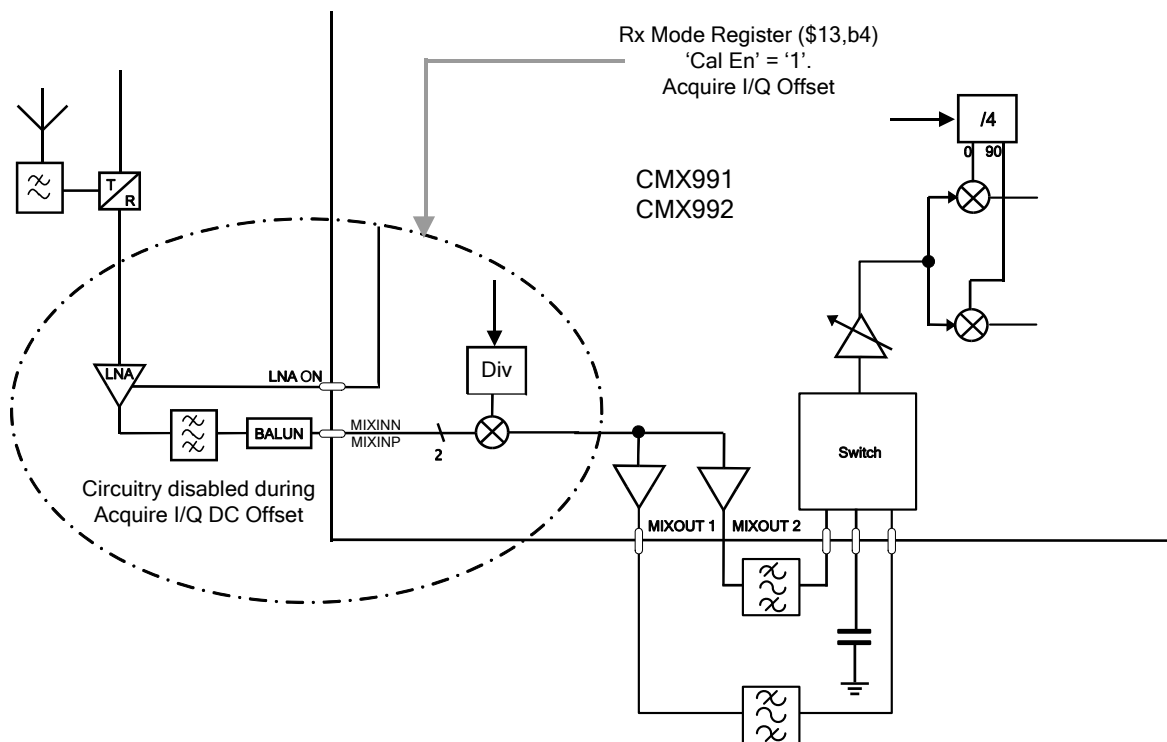 Rx Mode Register ($13,b4)
‘Cal En’ = ‘1’.
Acquire I/Q Offset
/4
0 90
CMX991
CMX992
T
R
LNA
LNA ON
Div
BALUN
MIXINN
MIXINP
2
Switch
Circuitry disabled during
Acquire I/Q DC Offset
MIXOUT 1 MIXOUT 2